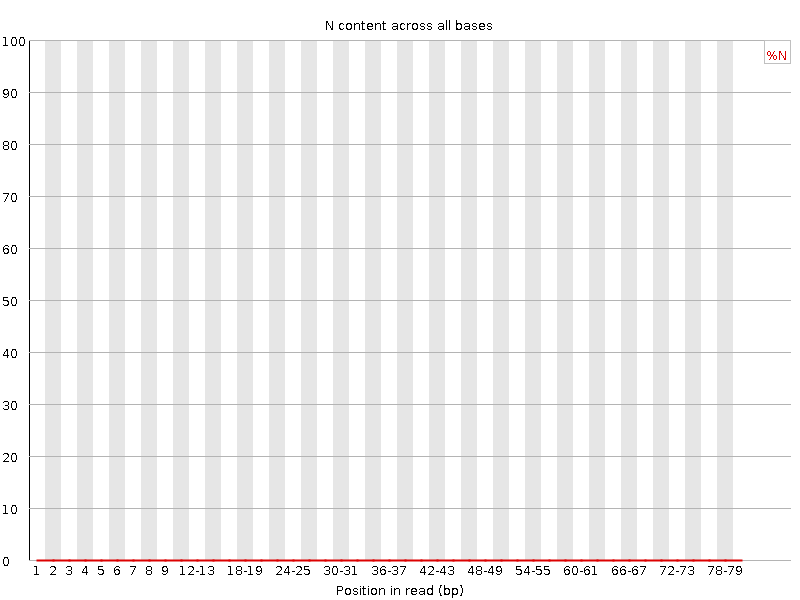 N content across all bases
%N
100
90
80
70
60
50
40
30
20
10
0
1 2 3 4 5 6 7 8 9 12-13 18-19 24-25 30-31 36-37 42-43 48-49 54-55 60-61 66-67 72-73 78-79
Position in read (bp)